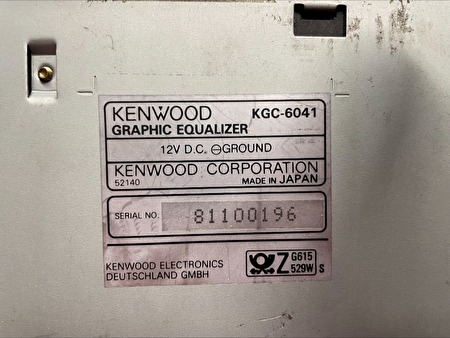 KENWOOD KGC-6041
GRAPHIC EQUALIZER
12V D.C. ⊖GROUND
KENWOOD CORPORATION
52140 MADE IN JAPAN
SERIAL NO. 81100196
KENWOOD ELECTRONICS
DEUTSCHLAND GMBH
Z G615
529W S